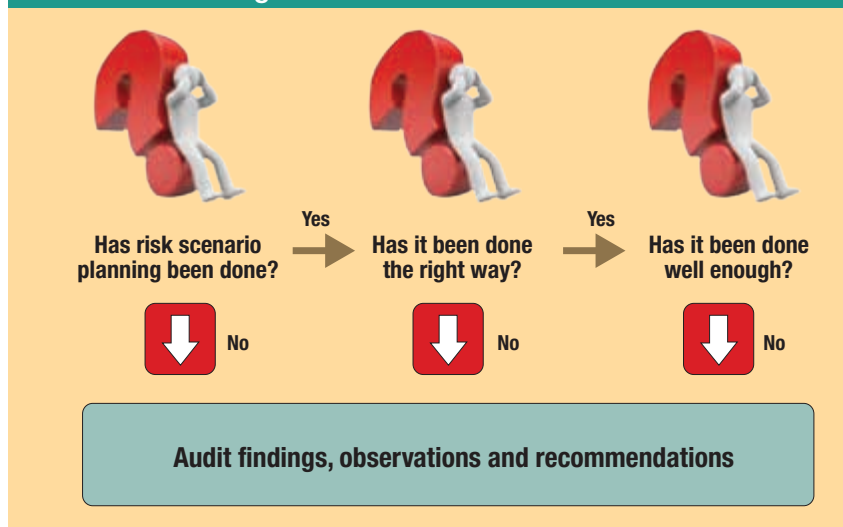 Has risk scenario
planning been done?
Yes
Has it been done
the right way?
Yes
Has it been done
well enough?
No
No
No
Audit findings, observations and recommendations